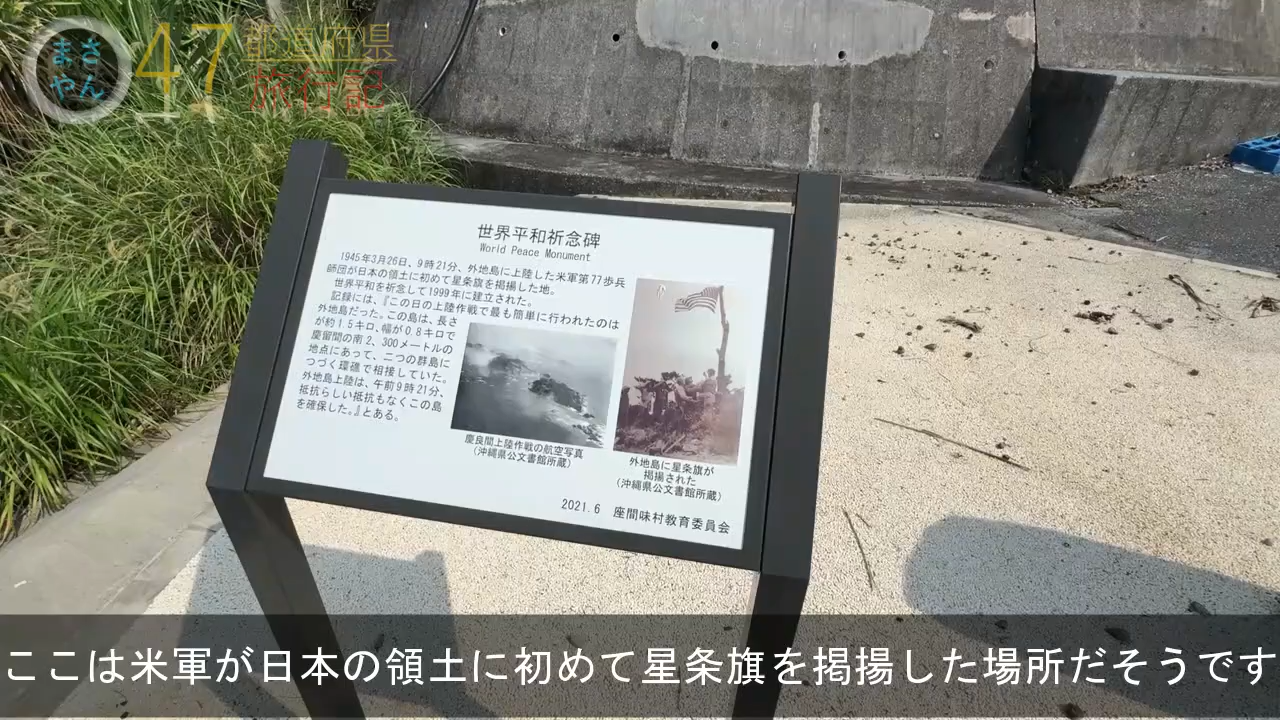 まさ
やん
47
都道府県
旅行記
世界平和祈念碑
World Peace Monument
1945年3月26日、9時21分、外地島に上陸した米軍第77歩兵
師団が日本の領土に初めて星条旗を掲揚した地。
世界平和を祈念して1999年に建立された。
記録には、『この日の上陸作戦で最も簡単に行われたのは
外地島だった。この島は、長さ
が約1.5キロ、幅が0.8キロで
慶留間の南2、300メートルの
地点にあって、二つの群島に
つづく環礁で相接していた。
外地島上陸は、午前9時21分、
抵抗らしい抵抗もなくこの島
を確保した。』とある。
慶良間上陸作戦の航空写真
（沖縄県公文書館所蔵）
外地島に星条旗が
掲揚された
（沖縄県公文書館所蔵）
2021.6 座間味村教育委員会
ここは米軍が日本の領土に初めて星条旗を掲揚した場所だそうです